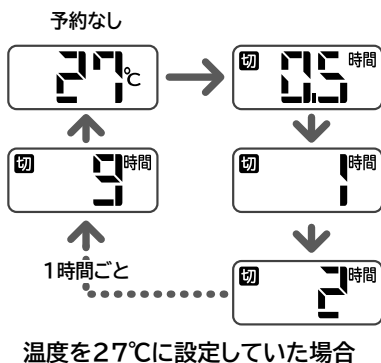 予約なし
27℃
切 0.5 時間
切 9 時間
切 1 時間
1時間ごと
切 2 時間
温度を27℃に設定していた場合